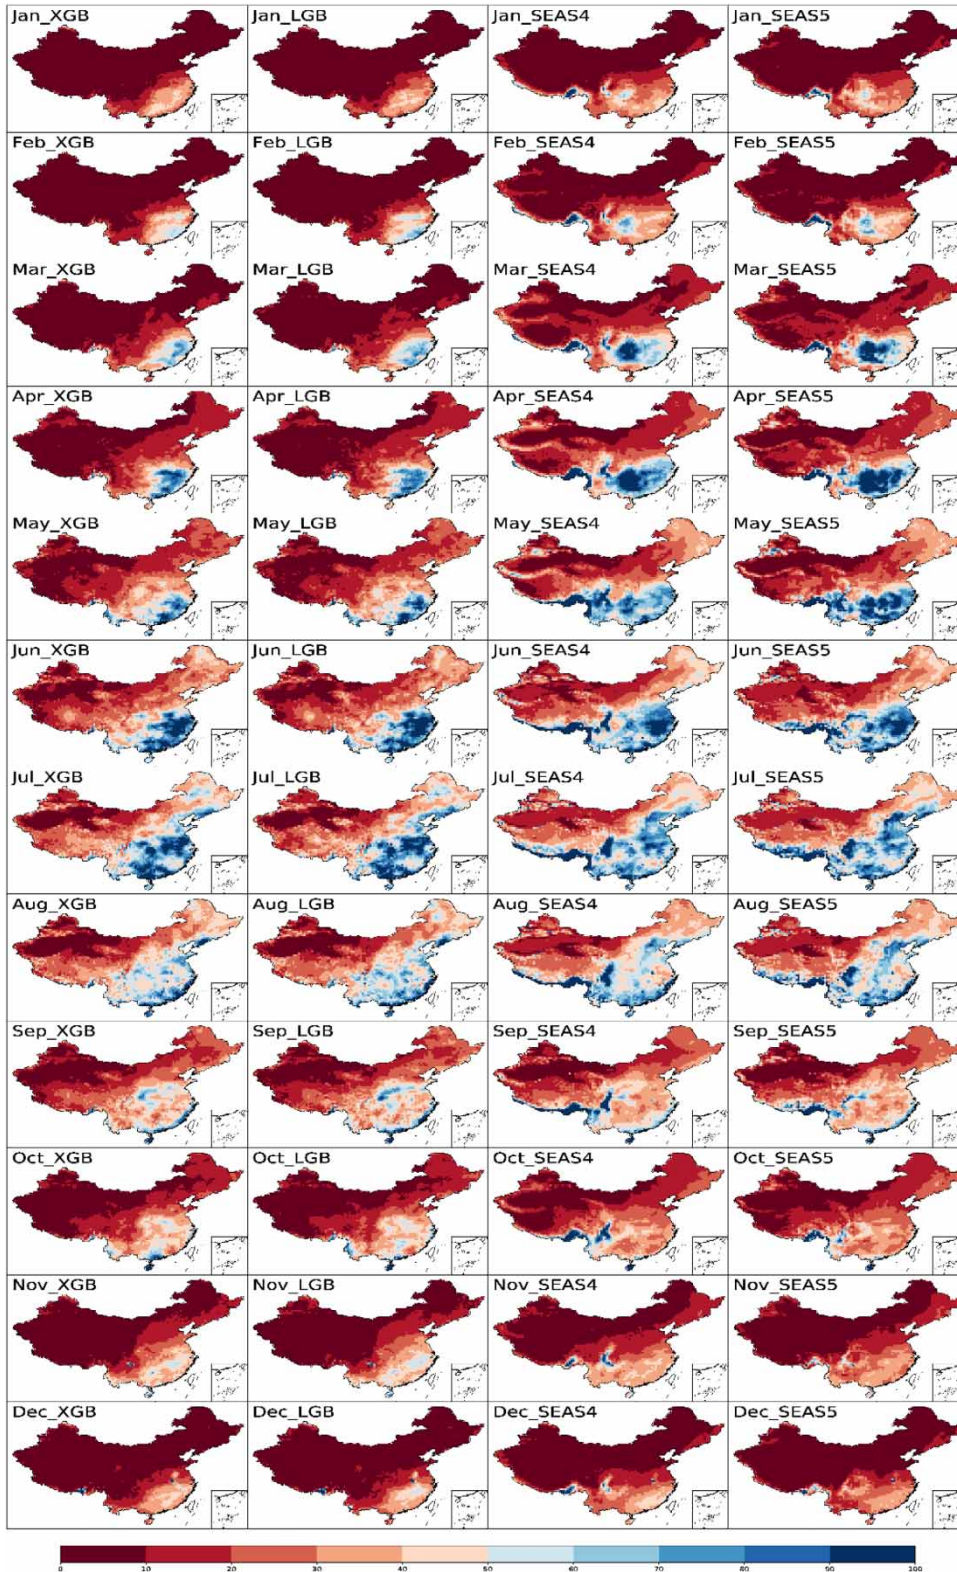 Jan_XGB Jan_LGB Jan_SEAS4 Jan_SEAS5
Feb_XGB Feb_LGB Feb_SEAS4 Feb_SEAS5
Mar_XGB Mar_LGB Mar_SEAS4 Mar_SEAS5
Apr_XGB Apr_LGB Apr_SEAS4 Apr_SEAS5
May_XGB May_LGB May_SEAS4 May_SEAS5
Jun_XGB Jun_LGB Jun_SEAS4 Jun_SEAS5
Jul_XGB Jul_LGB Jul_SEAS4 Jul_SEAS5
Aug_XGB Aug_LGB Aug_SEAS4 Aug_SEAS5
Sep_XGB Sep_LGB Sep_SEAS4 Sep_SEAS5
Oct_XGB Oct_LGB Oct_SEAS4 Oct_SEAS5
Nov_XGB Nov_LGB Nov_SEAS4 Nov_SEAS5
Dec_XGB Dec_LGB Dec_SEAS4 Dec_SEAS5
0 10 20 30 40 50 60 70 80 90 100